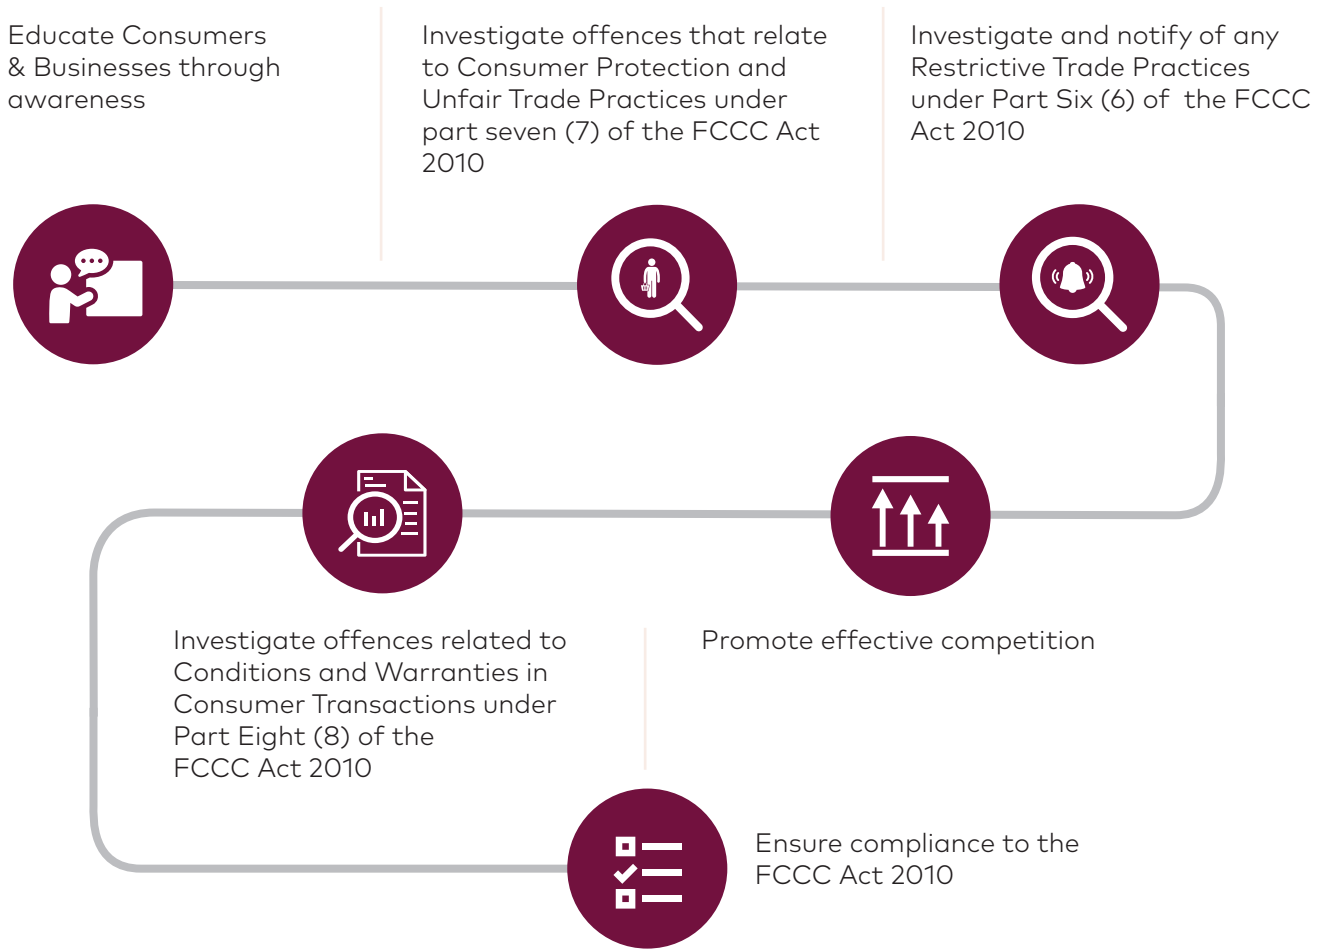 Educate Consumers
& Businesses through
awareness
Investigate offences that relate
to Consumer Protection and
Unfair Trade Practices under
part seven (7) of the FCCC Act
2010
Investigate and notify of any
Restrictive Trade Practices
under Part Six (6) of  the FCCC
Act 2010
Investigate offences related to
Conditions and Warranties in
Consumer Transactions under
Part Eight (8) of the
FCCC Act 2010
Promote effective competition
Ensure compliance to the
FCCC Act 2010